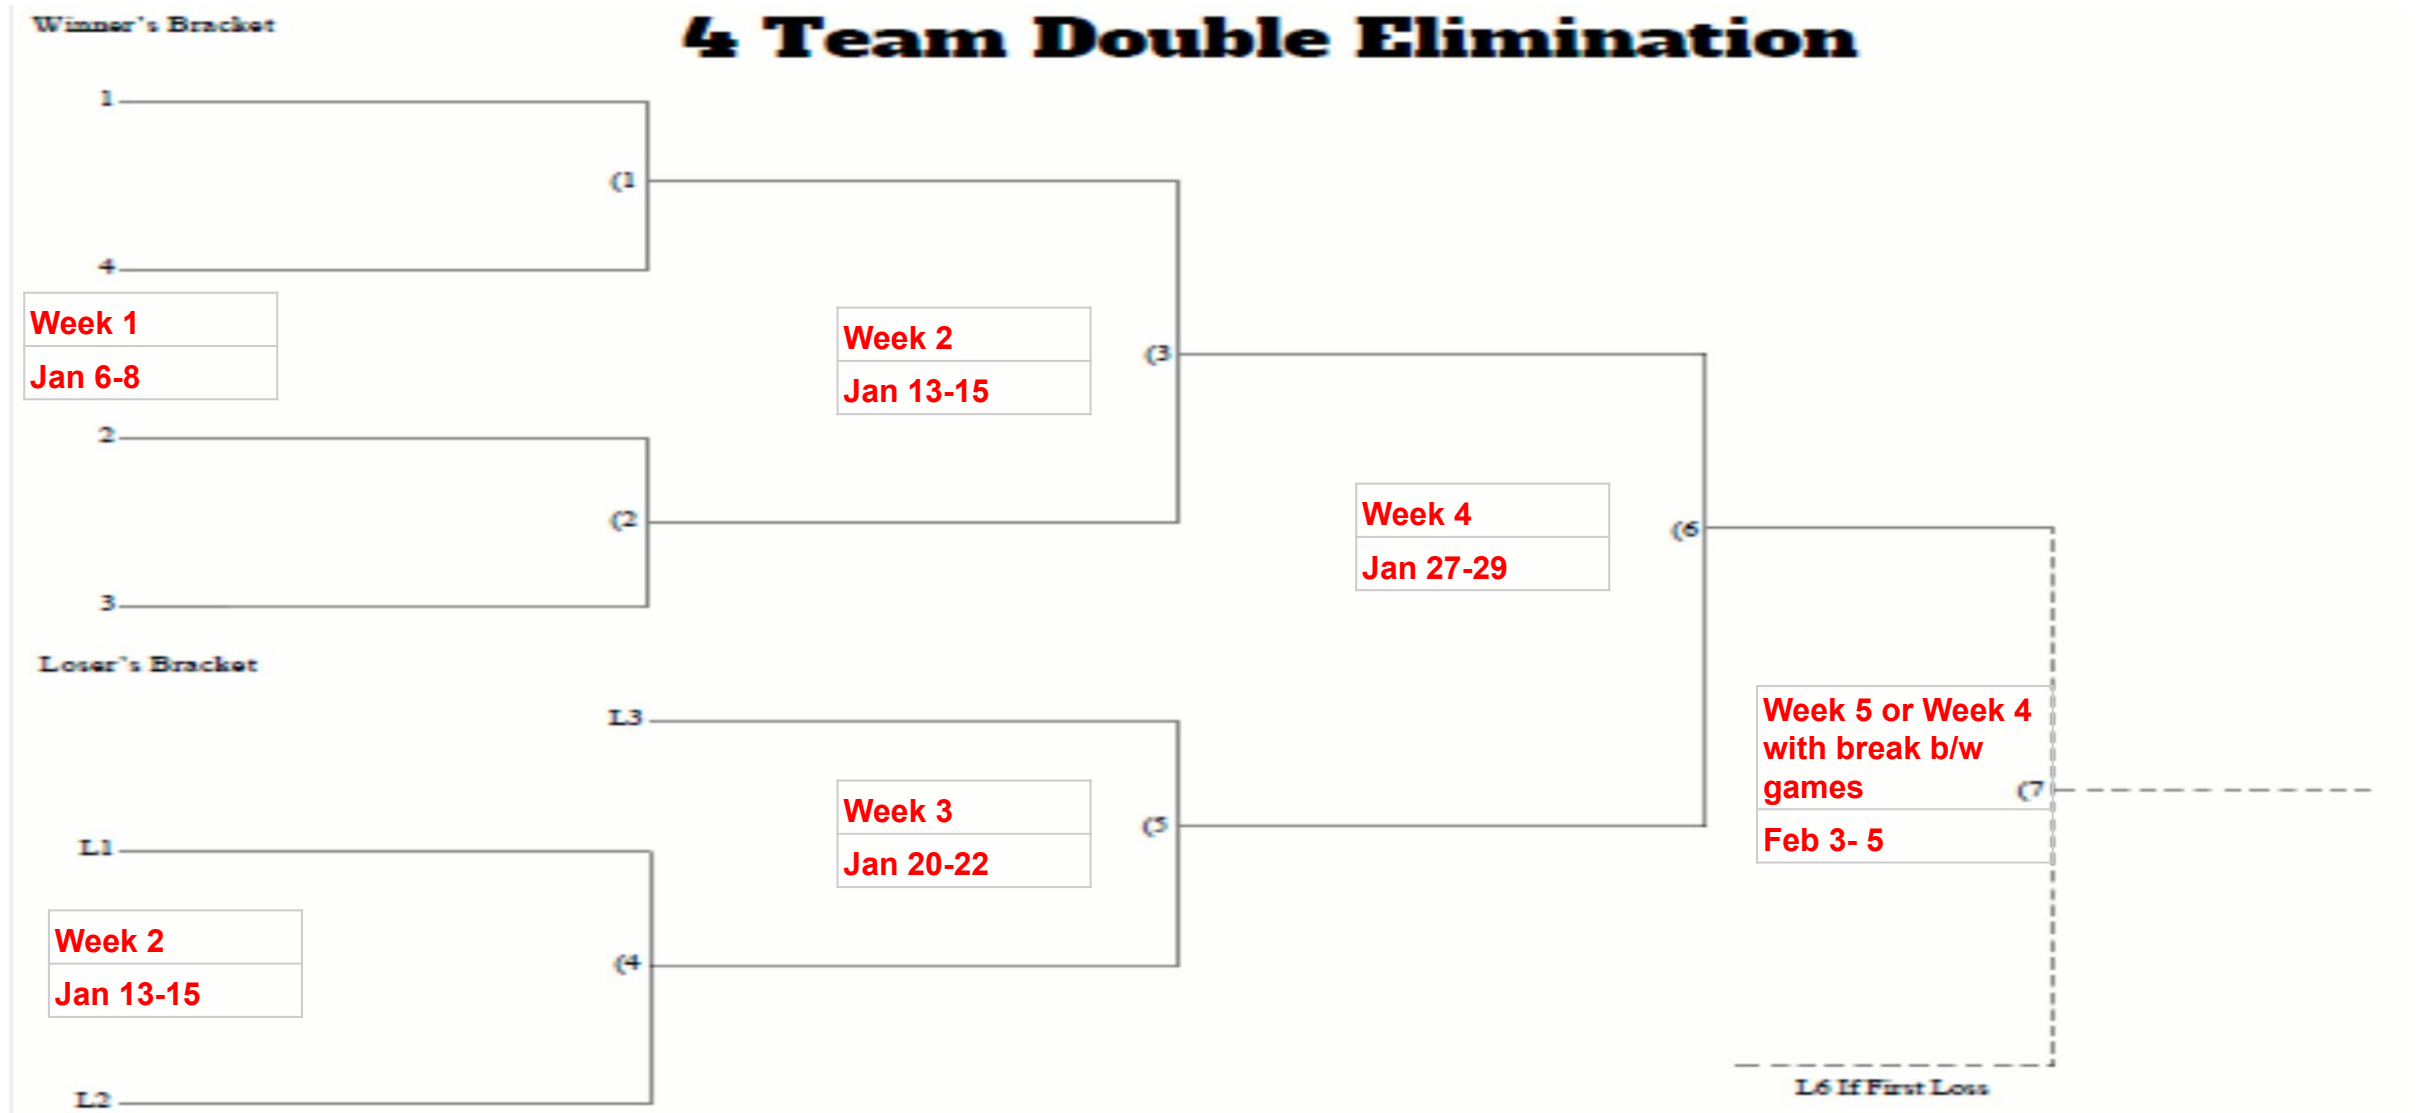 Winner's Bracket
4 Team Double Elimination
1
(1
4
Week 1
Jan 6-8
Week 2
Jan 13-15
(3
2
(2
3
Week 4
Jan 27-29
(6
Loser's Bracket
L3
Week 3
Jan 20-22
(5
L1
Week 2
Jan 13-15
(4
L2
Week 5 or Week 4
with break b/w
games
(7
Feb 3- 5
L6 If First Loss